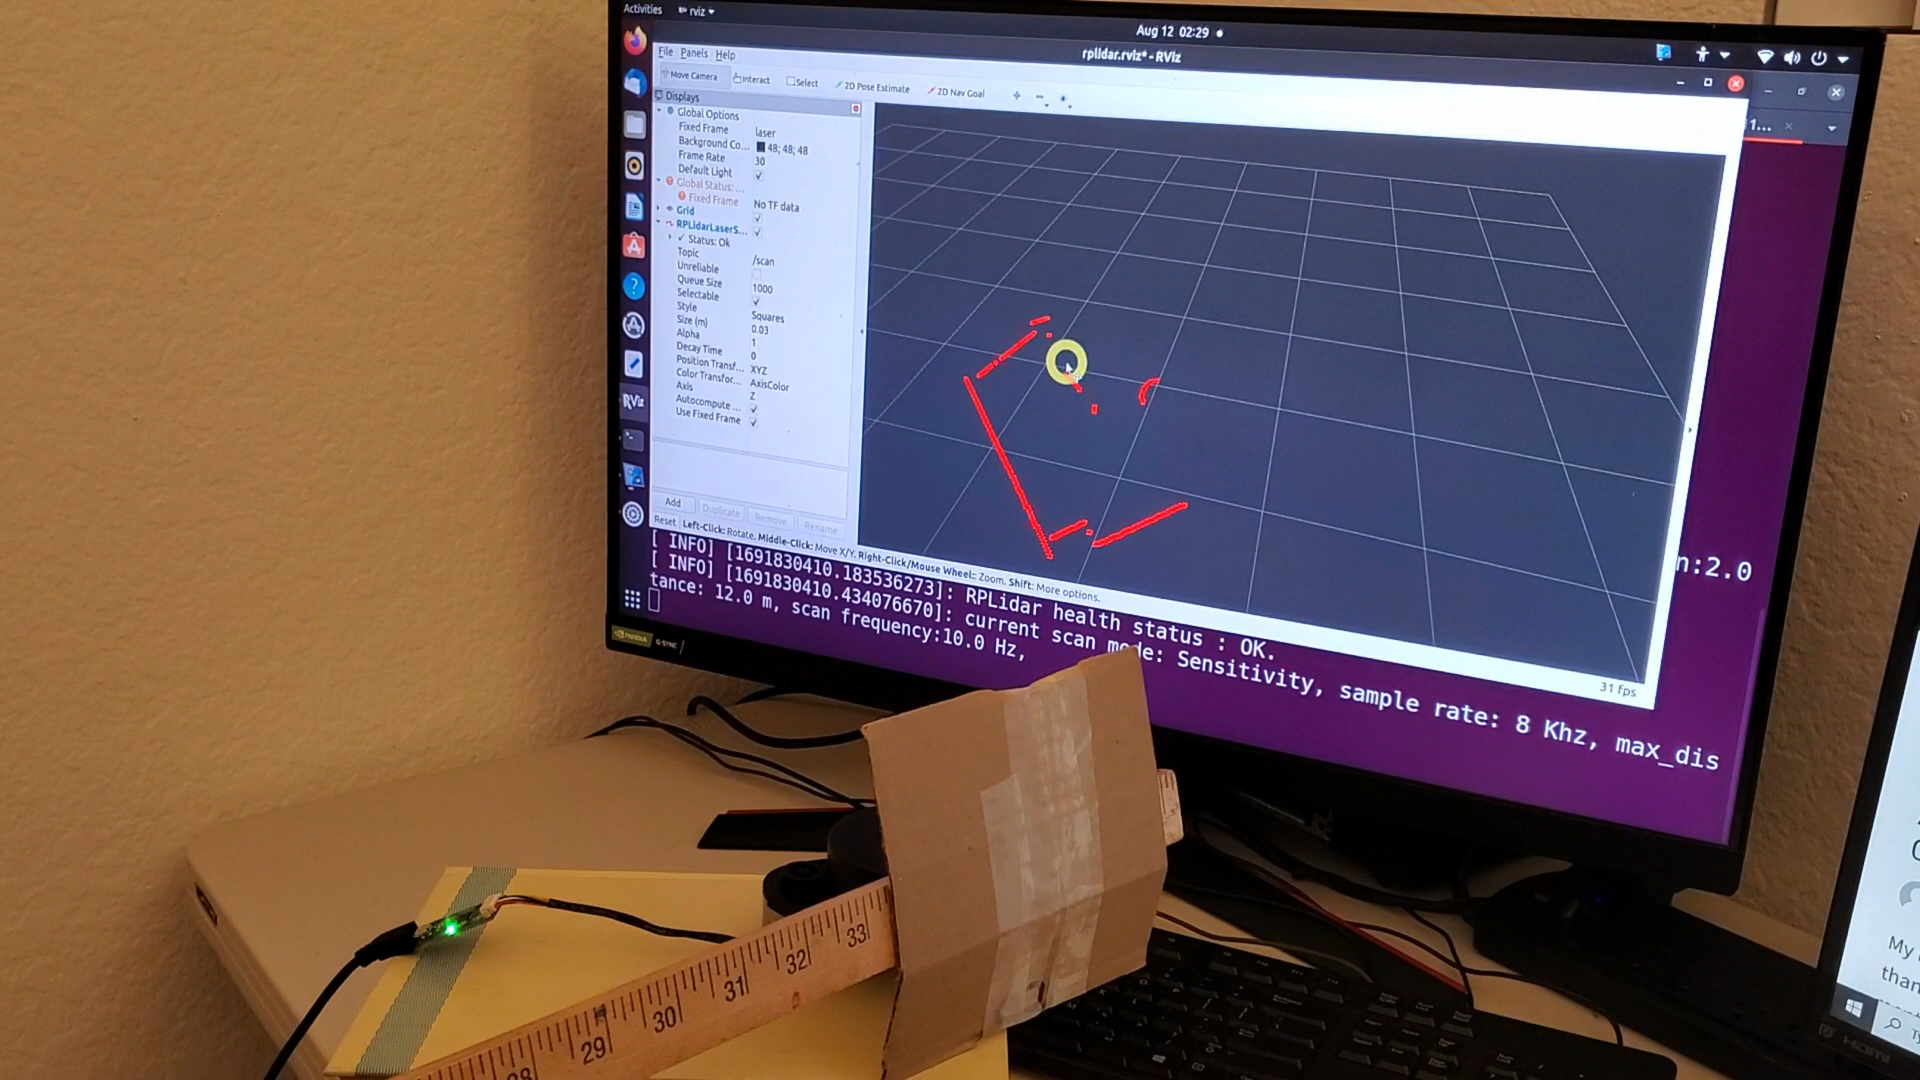 Activities
rviz
Aug 12 02:29
rplidar.rviz* - RViz
File Panels Help
Move Camera Interact Select 2D Pose Estimate 2D Nav Goal
Displays
Global Options
Fixed Frame laser
Background Co... 48; 48; 48
Frame Rate 30
Default Light
Global Status: ...
Fixed Frame No TF data
Grid
RPLidarLaserS...
Status: Ok
Topic /scan
Unreliable
Queue Size 1000
Selectable
Style Squares
Size (m) 0.03
Alpha 1
Decay Time 0
Position Transf... XYZ
Color Transfor... AxisColor
Axis Z
Autocompute ...
Use Fixed Frame
Add Duplicate Remove Rename
Reset Left-Click: Rotate. Middle-Click: Move X/Y. Right-Click/Mouse Wheel:: Zoom. Shift: More options.
31 fps
1...
RViz
n:2.0
[ INFO] [1691830410.183536273]: RPLidar health status : OK.
[ INFO] [1691830410.434076670]: current scan mode: Sensitivity, sample rate: 8 Khz, max_dis
tance: 12.0 m, scan frequency:10.0 Hz,
NVIDIA G-SYNC
28 29 30 31 32 33
My
than
HDMI